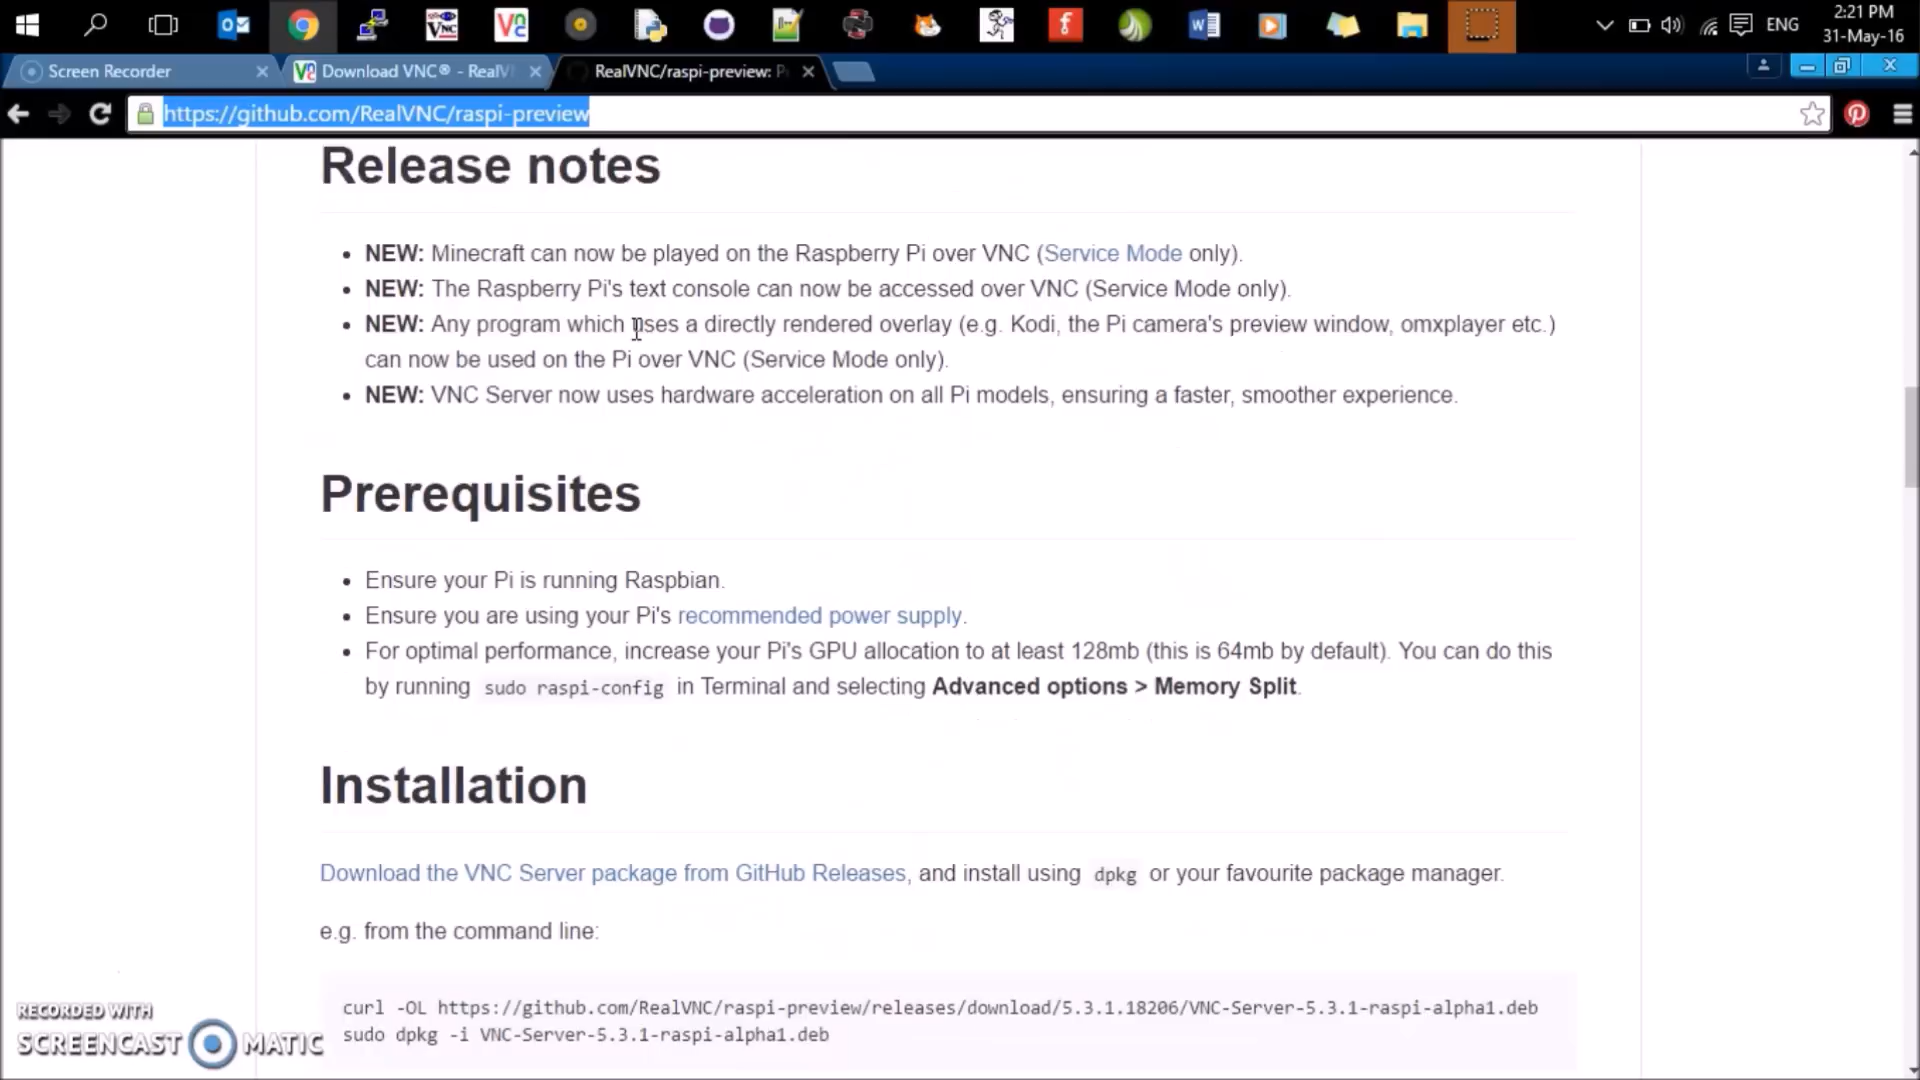 ENG
2:21 PM
31-May-16
Screen Recorder
Download VNC® - RealV
RealVNC/raspi-preview: P
https://github.com/RealVNC/raspi-preview
Release notes
NEW: Minecraft can now be played on the Raspberry Pi over VNC (Service Mode only).
NEW: The Raspberry Pi's text console can now be accessed over VNC (Service Mode only).
NEW: Any program which uses a directly rendered overlay (e.g. Kodi, the Pi camera's preview window, omxplayer etc.)
can now be used on the Pi over VNC (Service Mode only).
NEW: VNC Server now uses hardware acceleration on all Pi models, ensuring a faster, smoother experience.
Prerequisites
Ensure your Pi is running Raspbian.
Ensure you are using your Pi's recommended power supply.
For optimal performance, increase your Pi's GPU allocation to at least 128mb (this is 64mb by default). You can do this
by running sudo raspi-config in Terminal and selecting Advanced options > Memory Split.
Installation
Download the VNC Server package from GitHub Releases, and install using dpkg or your favourite package manager.
e.g. from the command line:
curl -OL https://github.com/RealVNC/raspi-preview/releases/download/5.3.1.18206/VNC-Server-5.3.1-raspi-alpha1.deb
sudo dpkg -i VNC-Server-5.3.1-raspi-alpha1.deb
RECORDED WITH
SCREENCAST MATIC